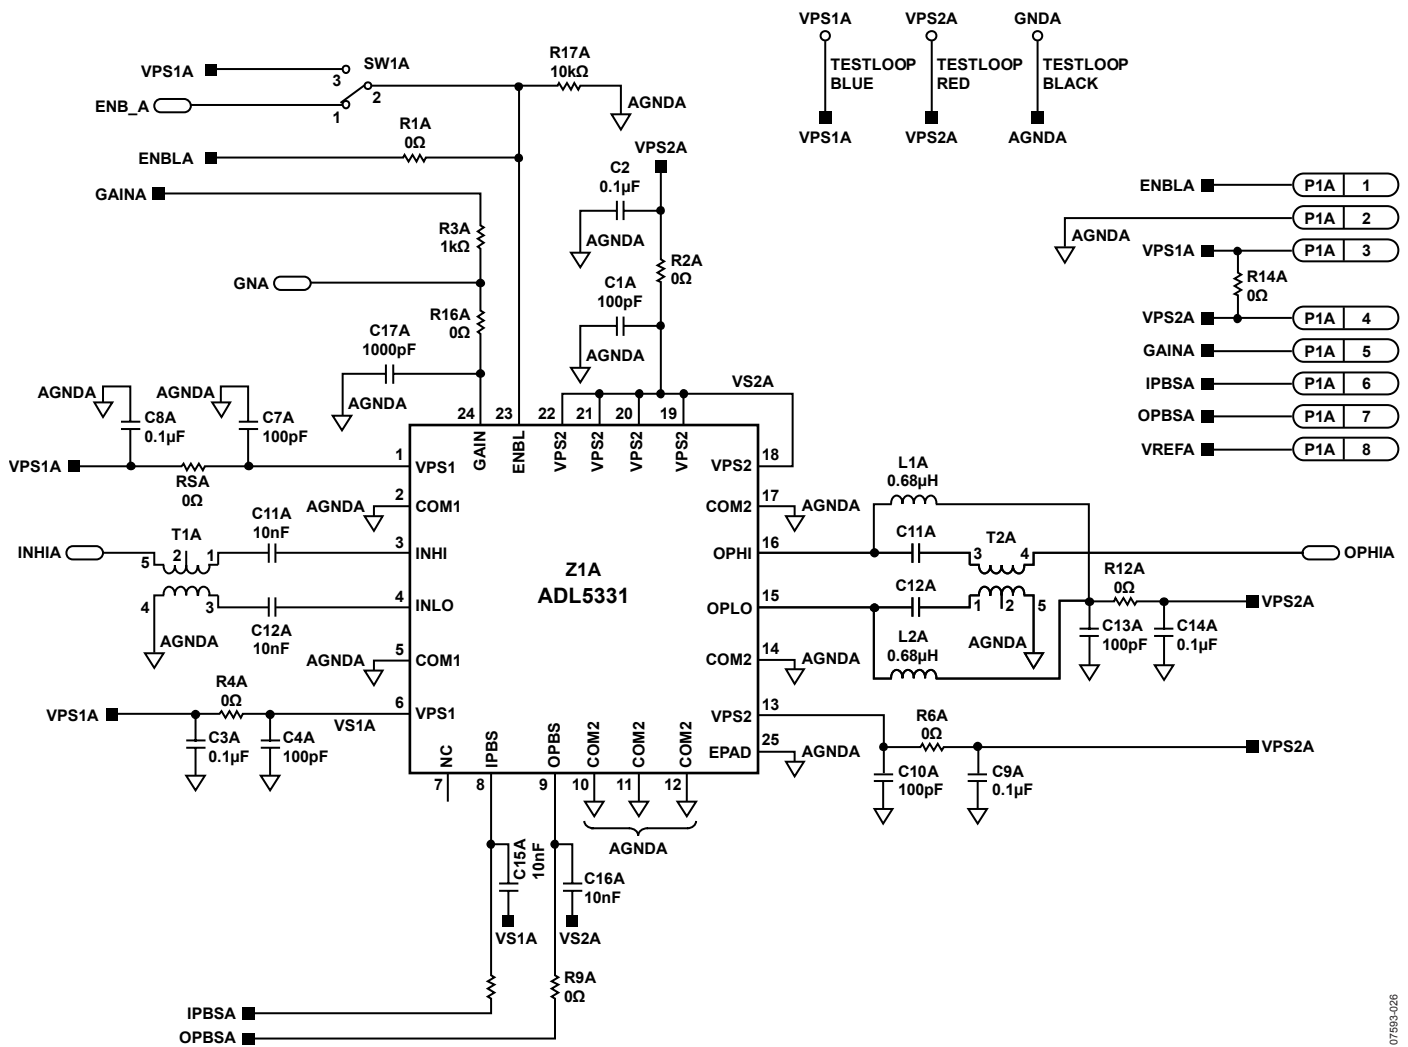 VPS1A
VPS2A
GNDA
TESTLOOP
BLUE
TESTLOOP
RED
TESTLOOP
BLACK
VPS1A
VPS2A
AGNDA
VPS1A
3
SW1A
2
1
ENB_A
R17A
10kΩ
AGNDA
R1A
0Ω
ENBLA
GAINA
R3A
1kΩ
GNA
R16A
0Ω
C17A
1000pF
AGNDA
VPS2A
C2
0.1µF
AGNDA
R2A
0Ω
C1A
100pF
AGNDA
VS2A
ENBLA
P1A 1
P1A 2
AGNDA
VPS1A
P1A 3
R14A
0Ω
VPS2A
P1A 4
GAINA
P1A 5
IPBSA
P1A 6
OPBSA
P1A 7
VREFA
P1A 8
AGNDA
C8A
0.1µF
AGNDA
C7A
100pF
VPS1A
RSA
0Ω
24
23
22
21
20
19
GAIN
ENBL
VPS2
VPS2
VPS2
VPS2
1
VPS1
18
VPS2
AGNDA
2
COM1
17
COM2
AGNDA
INHIA
5
T1A
2
1
C11A
10nF
3
INHI
4
3
C12A
10nF
4
INLO
AGNDA
AGNDA
5
COM1
Z1A
ADL5331
16
OPHI
15
OPLO
14
COM2
AGNDA
L1A
0.68µH
C11A
T2A
3
4
OPHIA
C12A
1
2
5
AGNDA
L2A
0.68µH
R12A
0Ω
VPS2A
C13A
100pF
C14A
0.1µF
VPS1A
R4A
0Ω
VS1A
6
VPS1
C3A
0.1µF
C4A
100pF
13
VPS2
25
EPAD
AGNDA
R6A
0Ω
VPS2A
C10A
100pF
C9A
0.1µF
NC
IPBS
OPBS
COM2
COM2
COM2
7
8
9
10
11
12
AGNDA
C15A
10nF
VS1A
C16A
10nF
VS2A
R9A
0Ω
IPBSA
OPBSA
07593-026